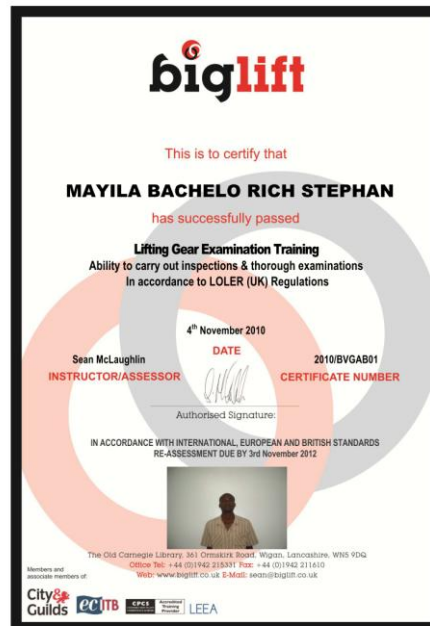 biglift
This is to certify that
MAYILA BACHELO RICH STEPHAN
has successfully passed
Lifting Gear Examination Training
Ability to carry out inspections & thorough examinations
In accordance to LOLER (UK) Regulations
4th November 2010
Sean McLaughlin DATE 2010/BVGAB01
INSTRUCTOR/ASSESSOR CERTIFICATE NUMBER
Authorised Signature:
IN ACCORDANCE WITH INTERNATIONAL, EUROPEAN AND BRITISH STANDARDS
RE-ASSESSMENT DUE BY 3rd November 2012
The Old Carnegie Library, 361 Ormskirk Road, Wigan, Lancashire, WN5 9DQ
Office Tel: +44 (0)1942 215331 Fax: +44 (0)1942 211610
Web: www.biglift.co.uk E-Mail: sean@biglift.co.uk
Members and
associate members of:
City&
Guilds ECITB CPCS Accredited Training Provider LEEA